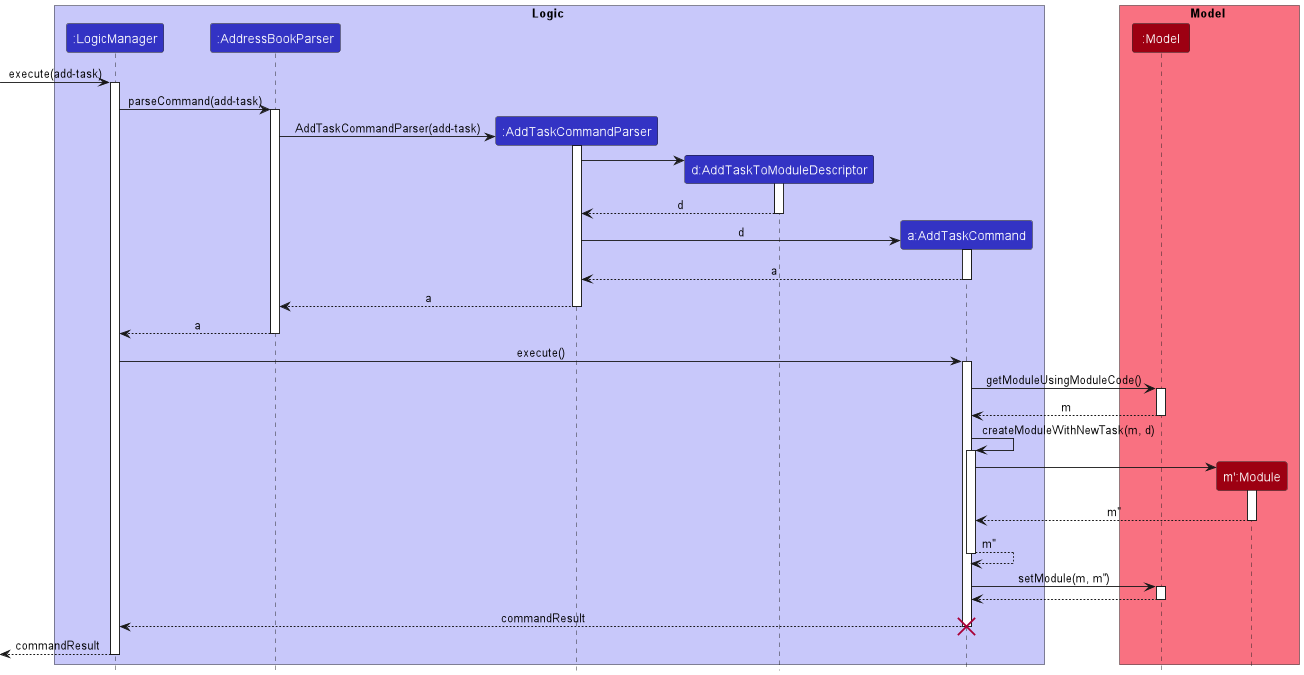 Logic
Model
:LogicManager
:AddressBookParser
:Model
execute(add-task)
parseCommand(add-task)
AddTaskCommandParser(add-task)
:AddTaskCommandParser
d:AddTaskToModuleDescriptor
d
d
a:AddTaskCommand
a
a
a
execute()
getModuleUsingModuleCode()
m
createModuleWithNewTask(m, d)
m':Module
m"
m"
setModule(m, m")
commandResult
commandResult